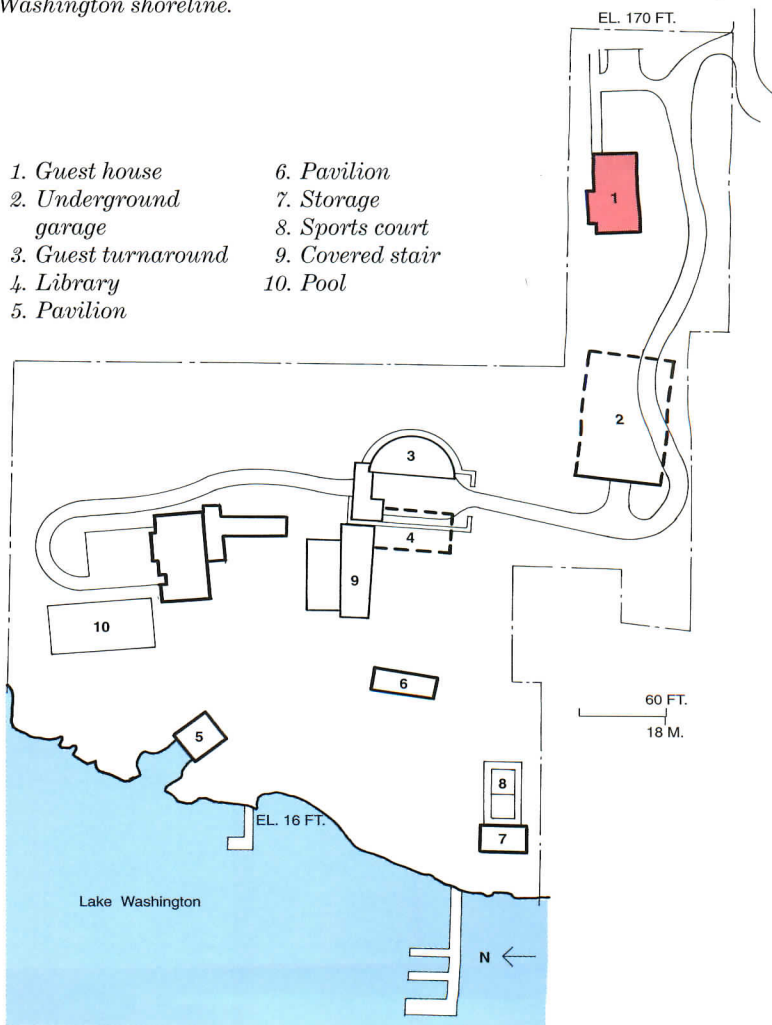 Washington shoreline.
EL. 170 FT.
1. Guest house
2. Underground
garage
3. Guest turnaround
4. Library
5. Pavilion
6. Pavilion
7. Storage
8. Sports court
9. Covered stair
10. Pool
1
2
3
4
9
10
6
5
60 FT.
18 M.
8
7
EL. 16 FT.
Lake Washington
N